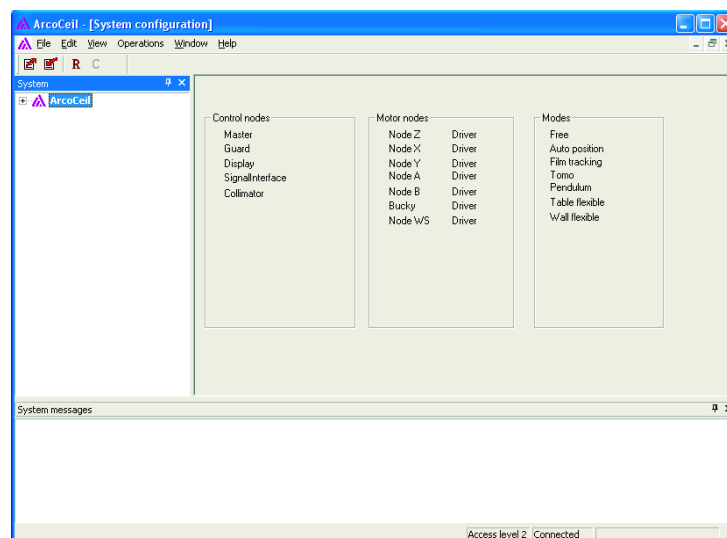 ArcoCeil - [System configuration]
File Edit View Operations Window Help
R C
System
ArcoCeil
Control nodes
Master
Guard
Display
SignalInterface
Collimator
Motor nodes
Node Z Driver
Node X Driver
Node Y Driver
Node A Driver
Node B Driver
Bucky Driver
Node WS Driver
Modes
Free
Auto position
Film tracking
Tomo
Pendulum
Table flexible
Wall flexible
System messages
Access level 2 Connected